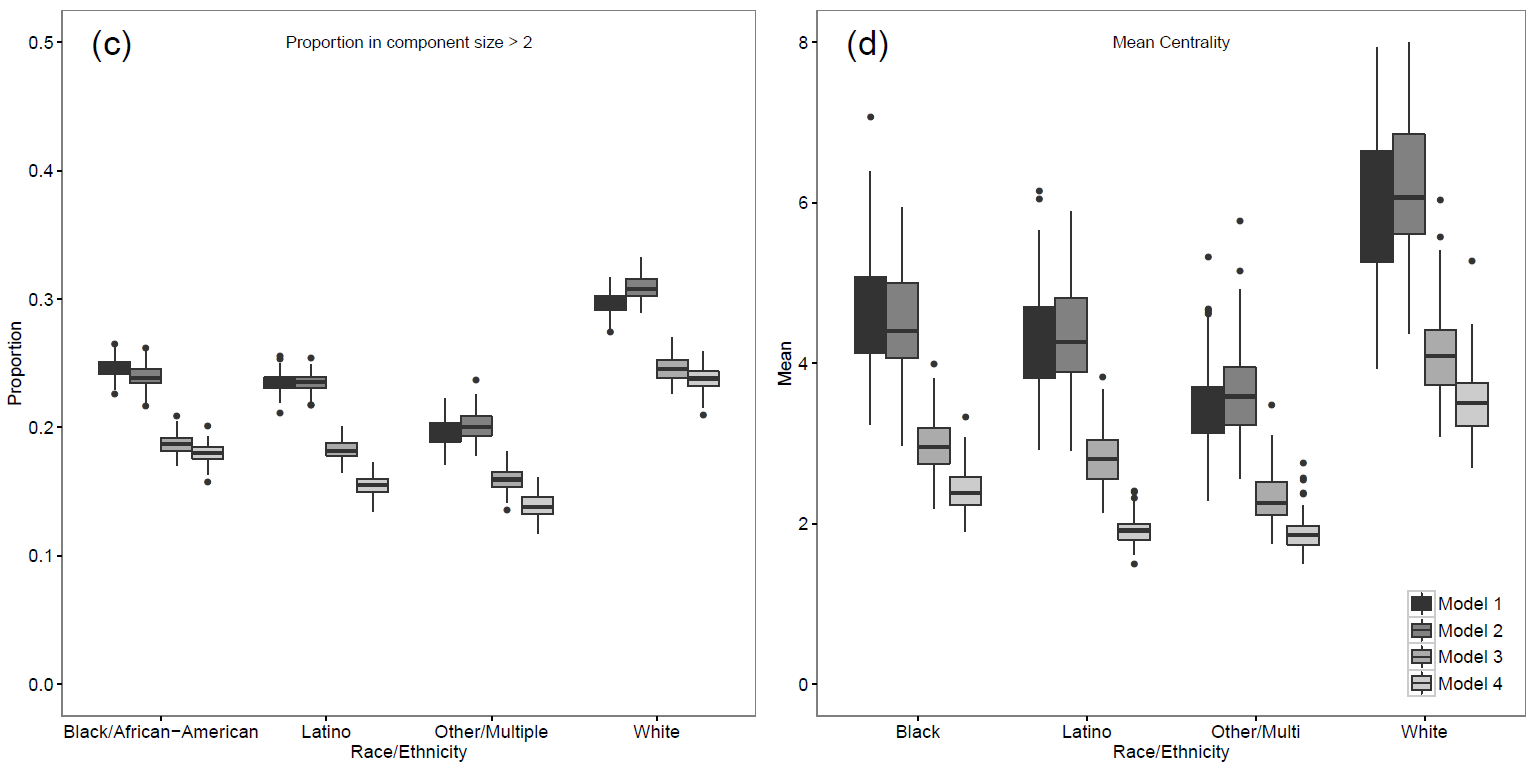 (c)
Proportion in component size > 2
0.5
0.4
0.3
0.2
0.1
0.0
Proportion
Black/African−American
Latino
Other/Multiple
White
Race/Ethnicity
(d)
Mean Centrality
8
6
4
2
0
Mean
Model 1
Model 2
Model 3
Model 4
Black
Latino
Other/Multi
White
Race/Ethnicity